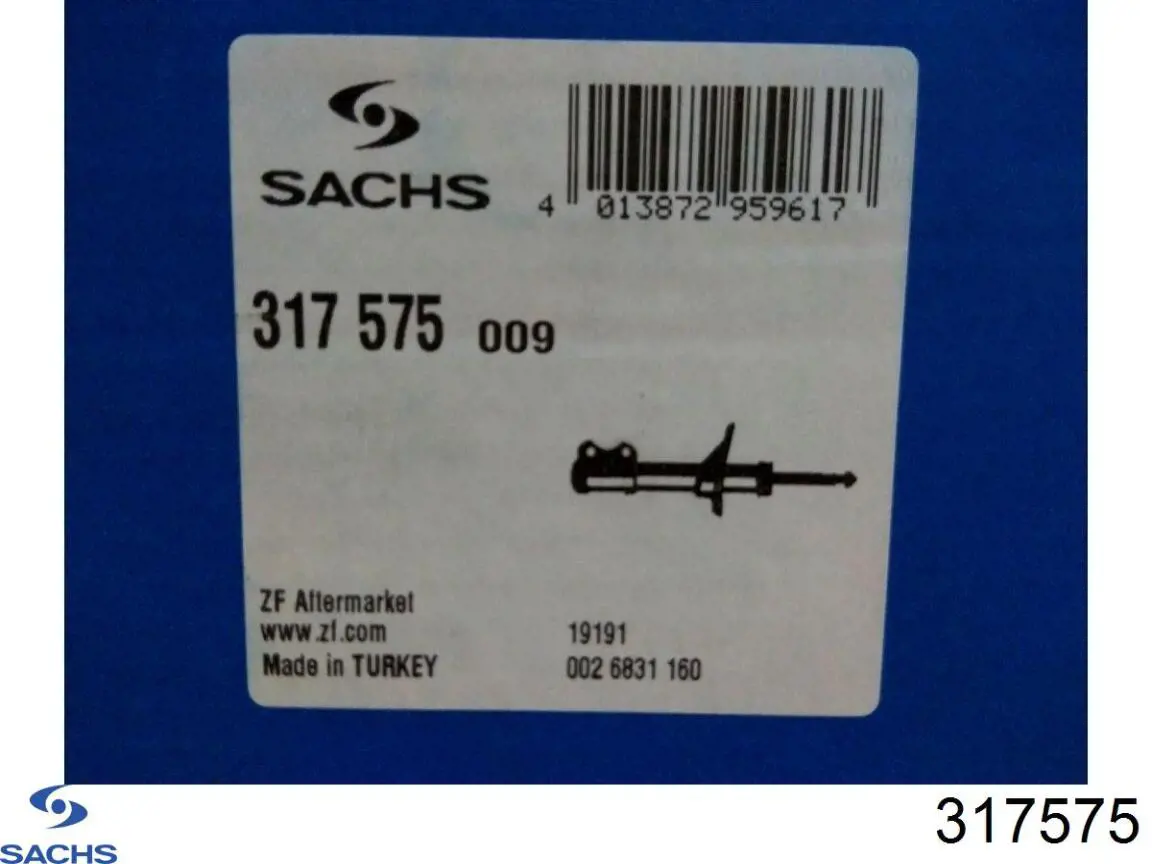 SACHS
4 013872 959617
317 575 009
ZF Aftermarket
www.zf.com
Made in TURKEY
19191
002 6831 160
SACHS
317575